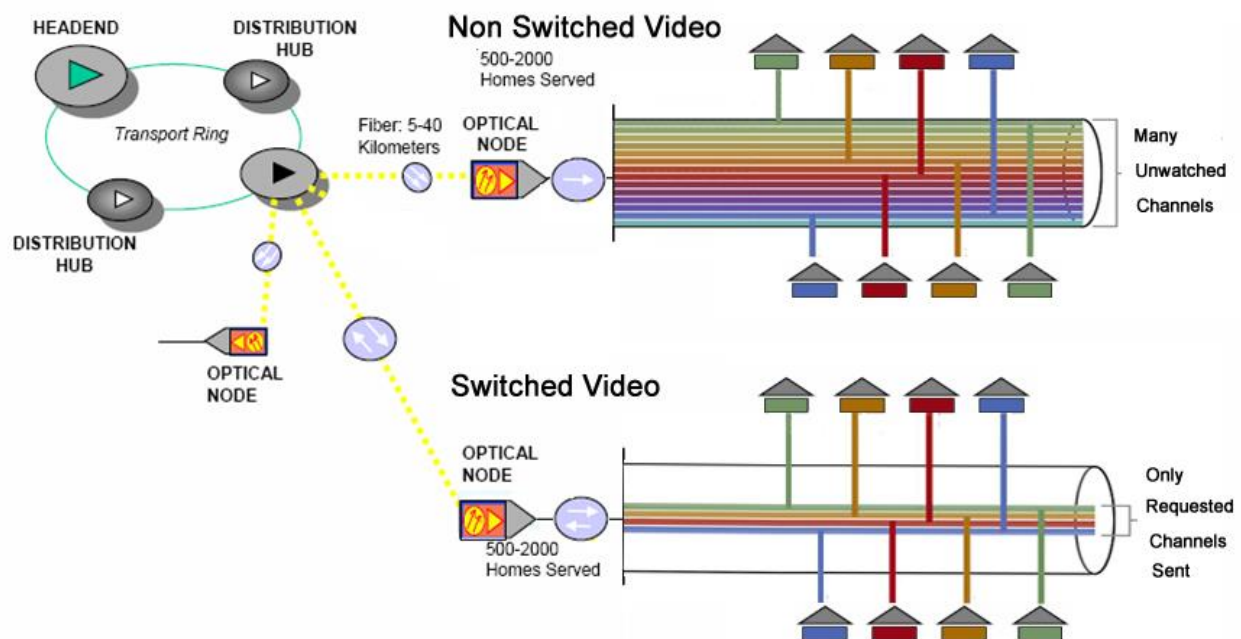 HEADEND
DISTRIBUTION
HUB
Transport Ring
DISTRIBUTION
HUB
Fiber: 5-40
Kilometers
OPTICAL
NODE
Non Switched Video
500-2000
Homes Served
OPTICAL
NODE
Many
Unwatched
Channels
Switched Video
OPTICAL
NODE
500-2000
Homes Served
Only
Requested
Channels
Sent